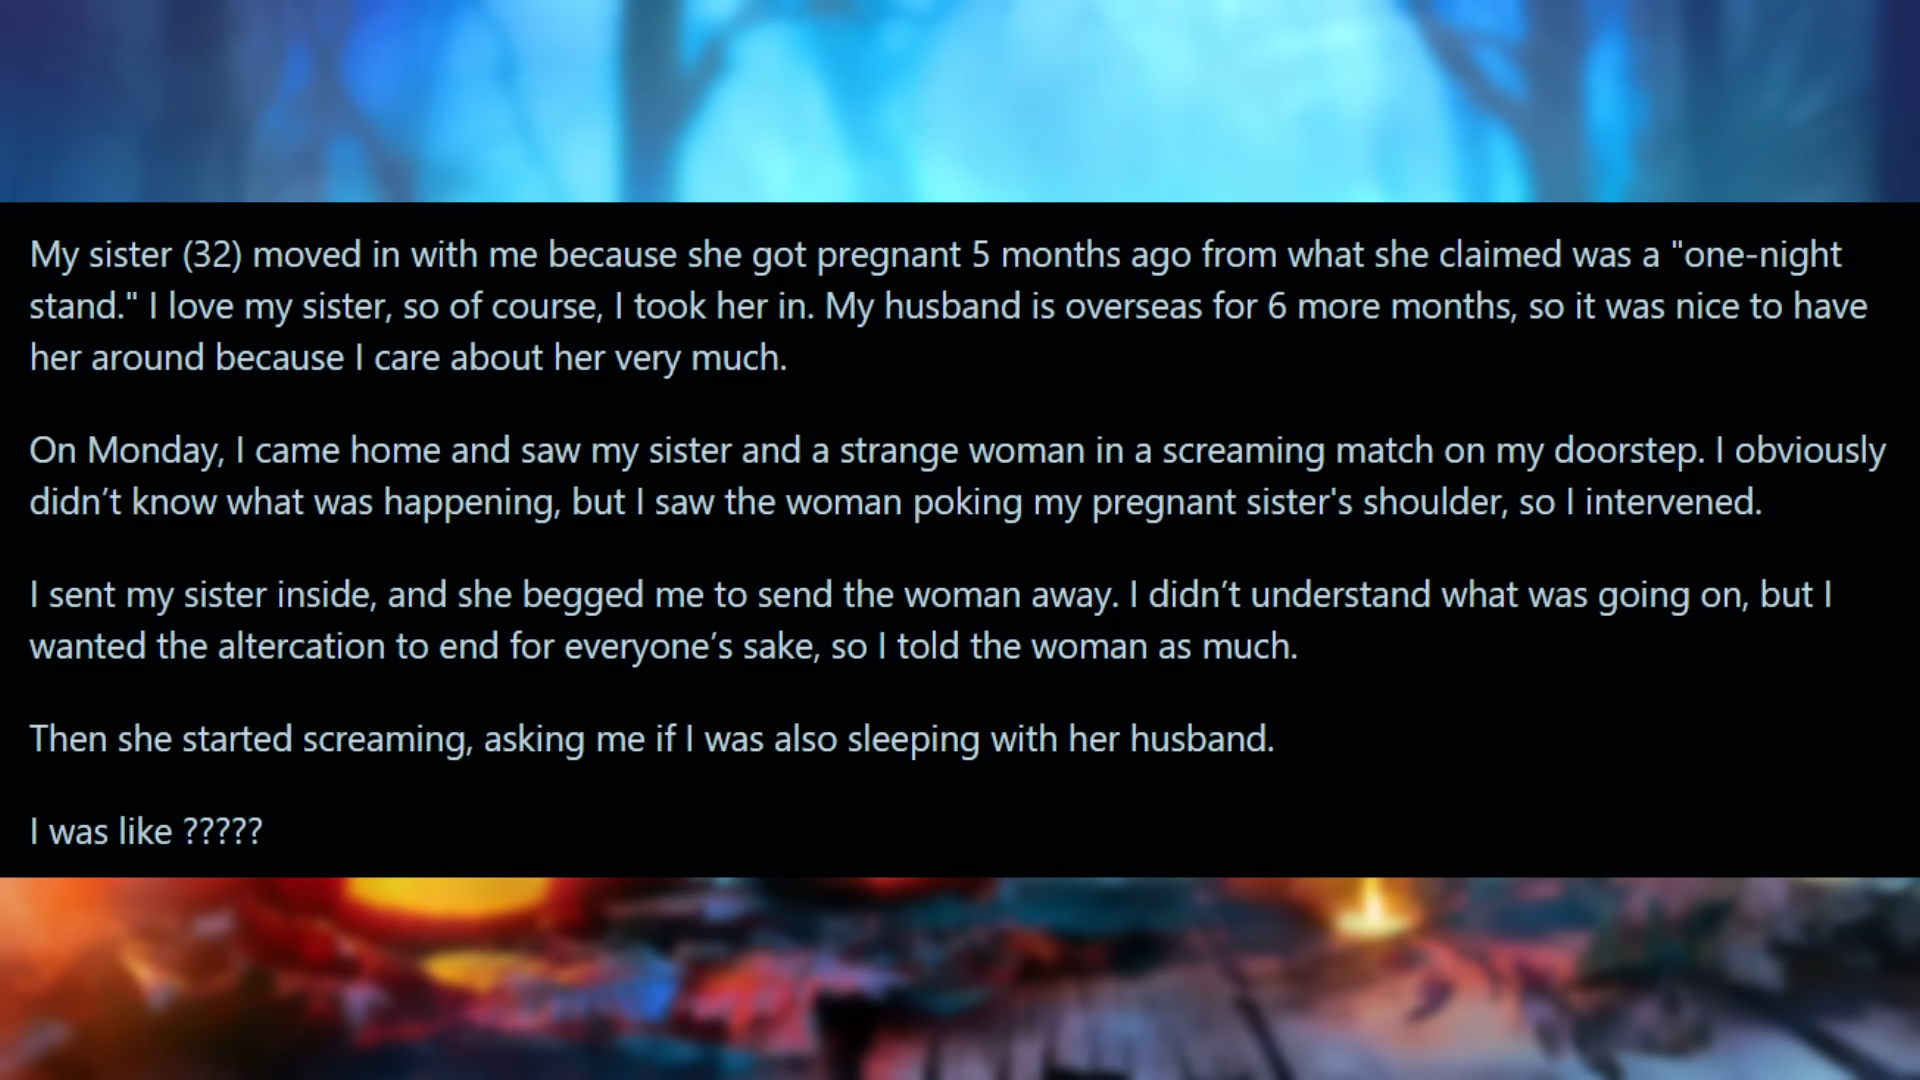 My sister (32) moved in with me because she got pregnant 5 months ago from what she claimed was a "one-night
stand." I love my sister, so of course, I took her in. My husband is overseas for 6 more months, so it was nice to have
her around because I care about her very much.
On Monday, I came home and saw my sister and a strange woman in a screaming match on my doorstep. I obviously
didn’t know what was happening, but I saw the woman poking my pregnant sister's shoulder, so I intervened.
I sent my sister inside, and she begged me to send the woman away. I didn’t understand what was going on, but I
wanted the altercation to end for everyone’s sake, so I told the woman as much.
Then she started screaming, asking me if I was also sleeping with her husband.
I was like ?????